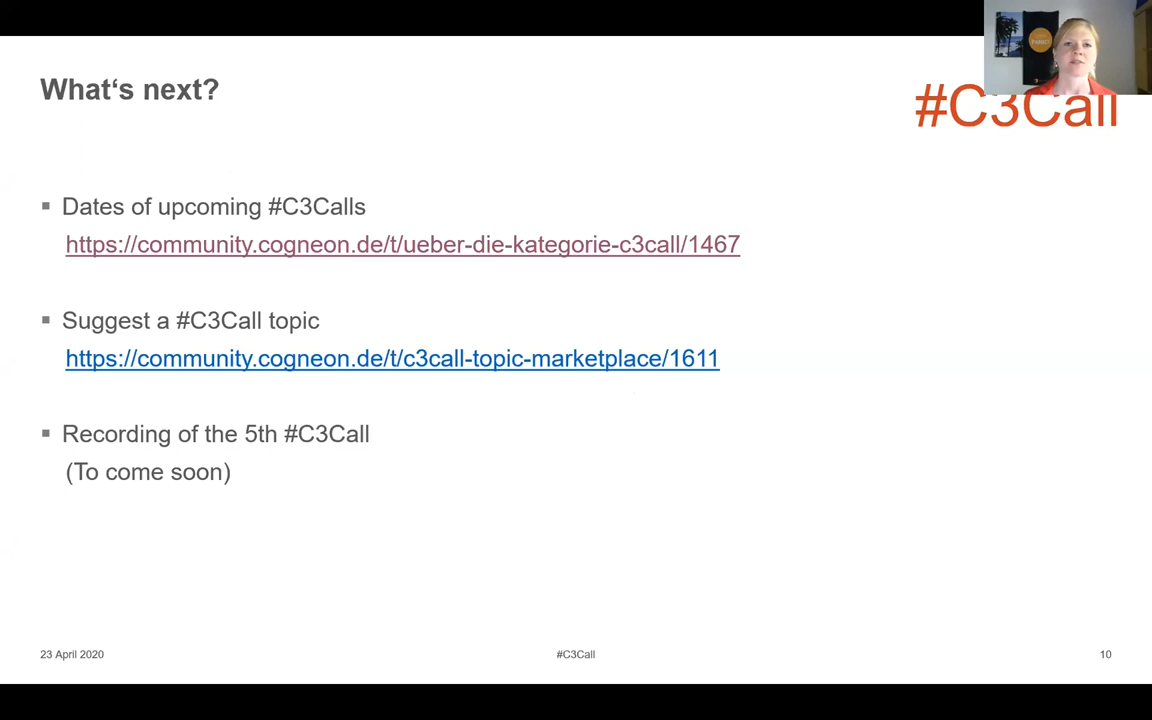 What‘s next?
#C3Call
▪ Dates of upcoming #C3Calls
https://community.cogneon.de/t/ueber-die-kategorie-c3call/1467
▪ Suggest a #C3Call topic
https://community.cogneon.de/t/c3call-topic-marketplace/1611
▪ Recording of the 5th #C3Call
(To come soon)
23 April 2020
#C3Call
10